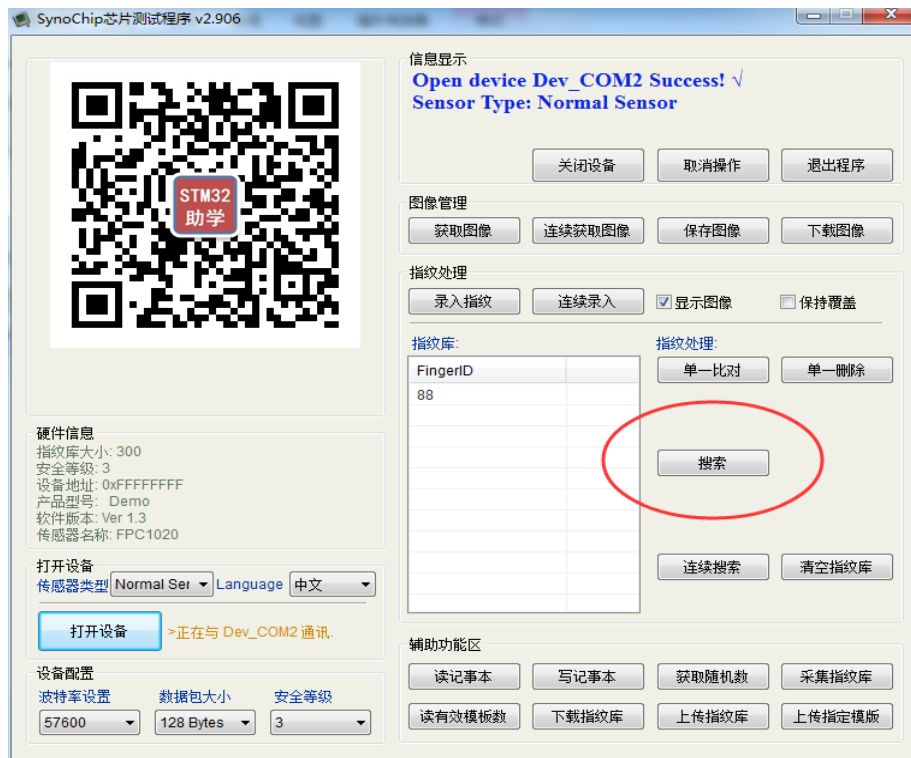 SynoChip芯片测试程序 v2.906
STM32
助学
硬件信息
指纹库大小: 300
安全等级: 3
设备地址: 0xFFFFFFFF
产品型号: Demo
软件版本: Ver 1.3
传感器名称: FPC1020
打开设备
传感器类型 Normal Ser Language 中文
打开设备 >正在与 Dev_COM2 通讯.
设备配置
波特率设置 数据包大小 安全等级
57600 128 Bytes 3
信息显示
Open device Dev_COM2 Success! √
Sensor Type: Normal Sensor
关闭设备 取消操作 退出程序
图像管理
获取图像 连续获取图像 保存图像 下载图像
指纹处理
录入指纹 连续录入 显示图像 保持覆盖
指纹库: 指纹处理:
FingerID 单一比对 单一删除
88
搜索
连续搜索 清空指纹库
辅助功能区
读记事本 写记事本 获取随机数 采集指纹库
读有效模板数 下载指纹库 上传指纹库 上传指定模版